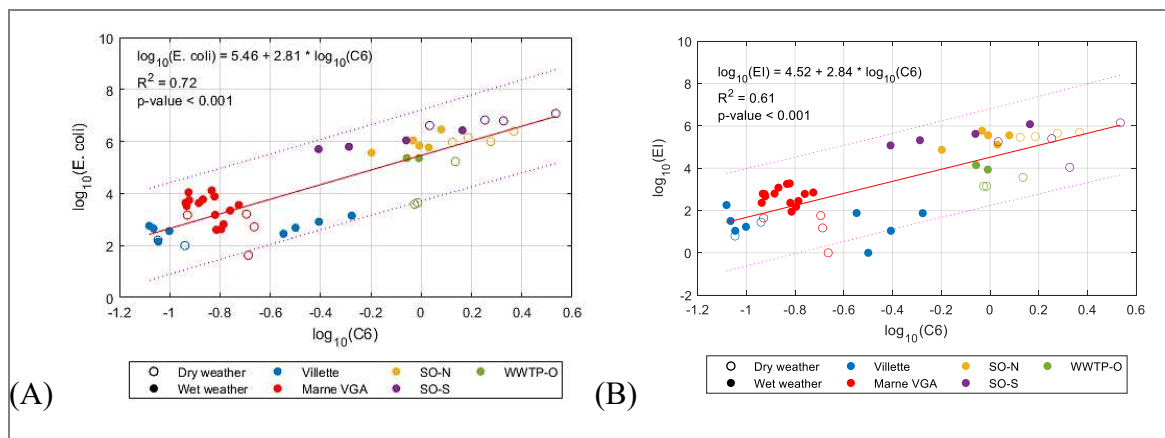 log10(E. coli) = 5.46 + 2.81 * log10(C6)
R2 = 0.72
p-value < 0.001
log10(E. coli)
10
8
6
4
2
0
-1.2 -1 -0.8 -0.6 -0.4 -0.2 0 0.2 0.4 0.6
log10(C6)
Dry weather Villette SO-N WWTP-O
Wet weather Marne VGA SO-S
(A)
log10(EI) = 4.52 + 2.84 * log10(C6)
R2 = 0.61
p-value < 0.001
log10(EI)
10
8
6
4
2
0
-2
-1.2 -1 -0.8 -0.6 -0.4 -0.2 0 0.2 0.4 0.6
log10(C6)
Dry weather Villette SO-N WWTP-O
Wet weather Marne VGA SO-S
(B)